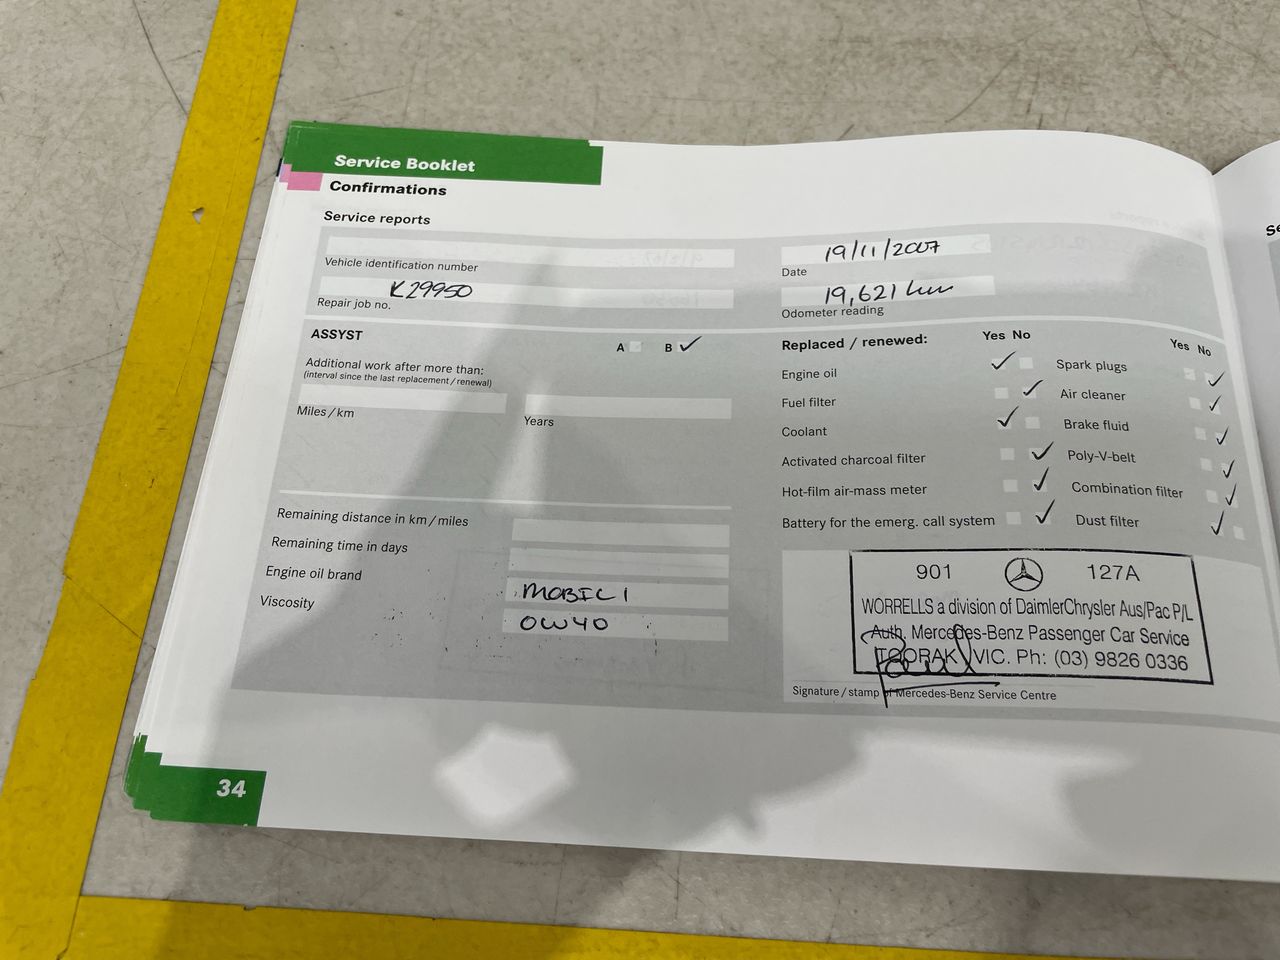 Service Booklet
Confirmations
Service reports
Vehicle identification number
K29950
Repair job no.
19/11/2007
Date
19,621 km
Odometer reading
ASSYST
A B ✓
Additional work after more than:
(interval since the last replacement / renewal)
Miles / km
Years
Remaining distance in km / miles
Remaining time in days
Engine oil brand MOBIL 1
Viscosity 0W40
Replaced / renewed: Yes No
Engine oil ✓
Fuel filter ✓
Coolant ✓
Activated charcoal filter ✓
Hot-film air-mass meter ✓
Battery for the emerg. call system ✓
Yes No
Spark plugs ✓
Air cleaner ✓
Brake fluid ✓
Poly-V-belt ✓
Combination filter ✓
Dust filter ✓
901 127A
WORRELLS a division of DaimlerChrysler Aus/Pac P/L
Auth. Mercedes-Benz Passenger Car Service
TOORAK VIC. Ph: (03) 9826 0336
Signature / stamp of Mercedes-Benz Service Centre
34